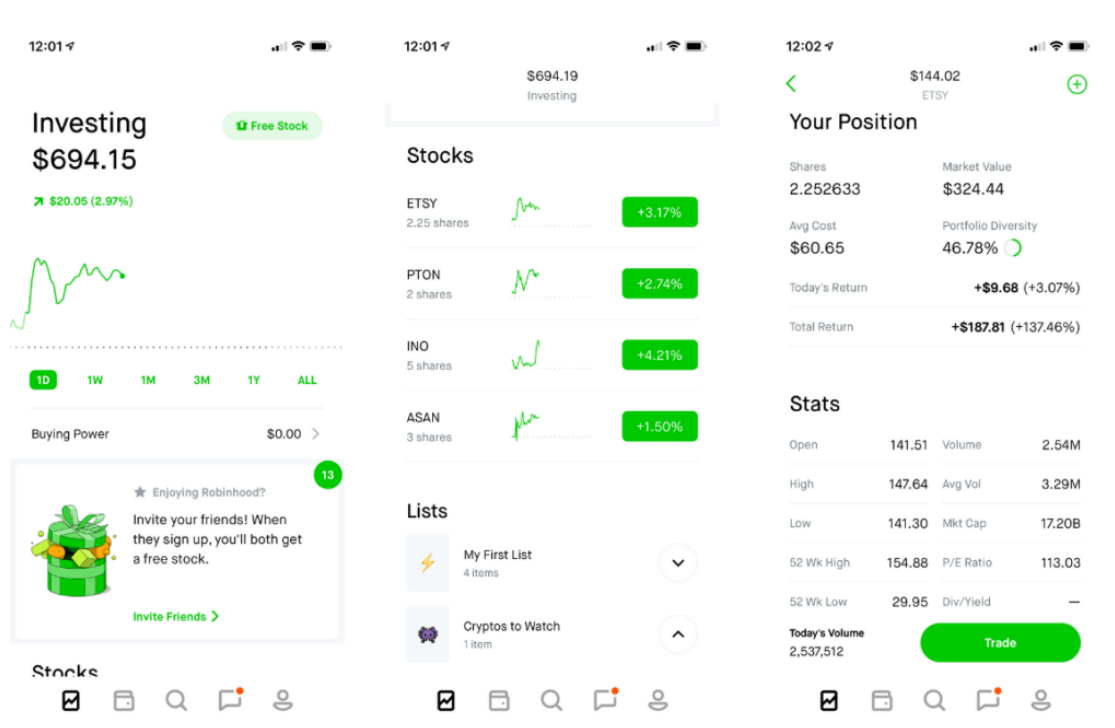 12:01
Investing
$694.15
Free Stock
$20.05 (2.97%)
1D 1W 1M 3M 1Y ALL
Buying Power $0.00
13
Enjoying Robinhood?
Invite your friends! When
they sign up, you'll both get
a free stock.
Invite Friends
Stocks
12:01
$694.19
Investing
Stocks
ETSY
2.25 shares
+3.17%
PTON
2 shares
+2.74%
INO
5 shares
+4.21%
ASAN
3 shares
+1.50%
Lists
My First List
4 items
Cryptos to Watch
1 item
12:02
$144.02
ETSY
Your Position
Shares Market Value
2.252633 $324.44
Avg Cost Portfolio Diversity
$60.65 46.78%
Today's Return +$9.68 (+3.07%)
Total Return +$187.81 (+137.46%)
Stats
Open 141.51 Volume 2.54M
High 147.64 Avg Vol 3.29M
Low 141.30 Mkt Cap 17.20B
52 Wk High 154.88 P/E Ratio 113.03
52 Wk Low 29.95 Div/Yield —
Today's Volume
2,537,512
Trade